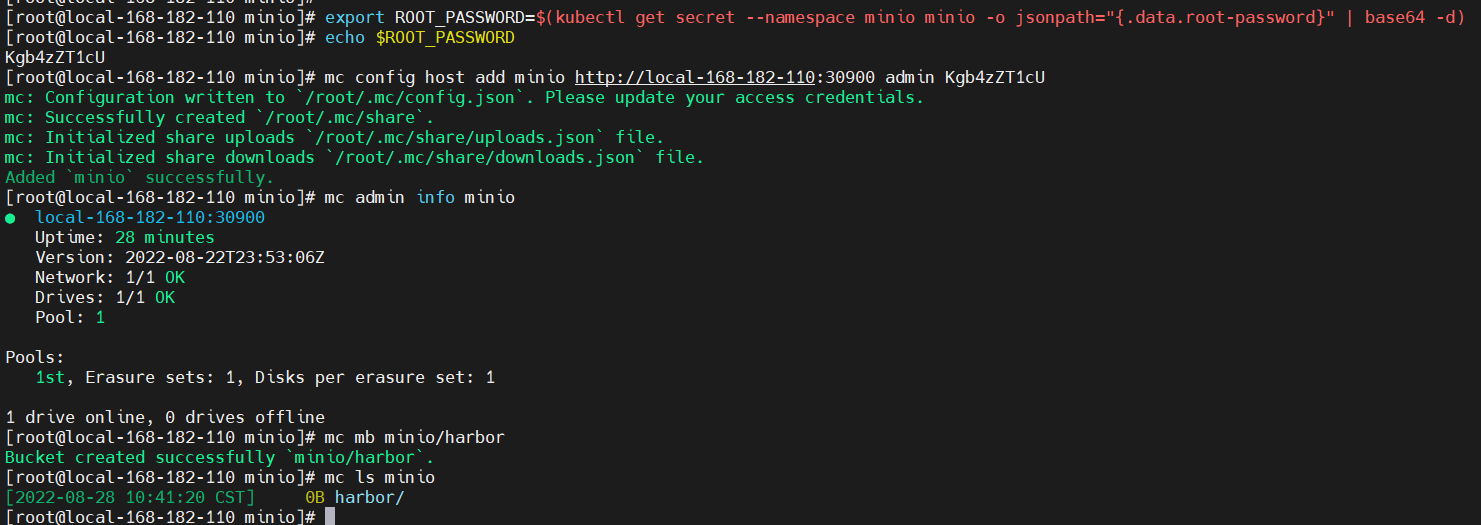 [root@local-168-182-110 minio]#
[root@local-168-182-110 minio]# export ROOT_PASSWORD=$(kubectl get secret --namespace minio minio -o jsonpath="{.data.root-password}" | base64 -d)
[root@local-168-182-110 minio]# echo $ROOT_PASSWORD
Kgb4zZT1cU
[root@local-168-182-110 minio]# mc config host add minio http://local-168-182-110:30900 admin Kgb4zZT1cU
mc: Configuration written to `/root/.mc/config.json`. Please update your access credentials.
mc: Successfully created `/root/.mc/share`.
mc: Initialized share uploads `/root/.mc/share/uploads.json` file.
mc: Initialized share downloads `/root/.mc/share/downloads.json` file.
Added `minio` successfully.
[root@local-168-182-110 minio]# mc admin info minio
● local-168-182-110:30900
Uptime: 28 minutes
Version: 2022-08-22T23:53:06Z
Network: 1/1 OK
Drives: 1/1 OK
Pool: 1
Pools:
1st, Erasure sets: 1, Disks per erasure set: 1
1 drive online, 0 drives offline
[root@local-168-182-110 minio]# mc mb minio/harbor
Bucket created successfully `minio/harbor`.
[root@local-168-182-110 minio]# mc ls minio
[2022-08-28 10:41:20 CST]     0B harbor/
[root@local-168-182-110 minio]#